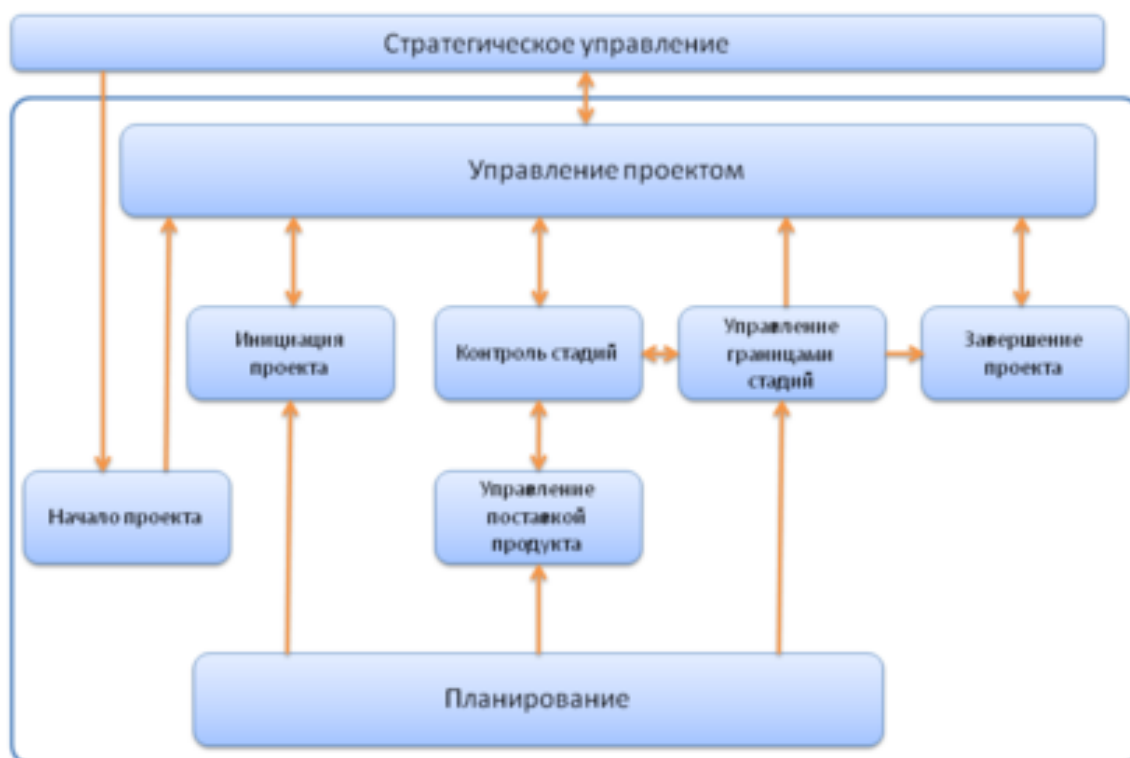 Стратегическое управление
Управление проектом
Инициация
проекта
Контроль стадий
Управление
границами
стадий
Завершение
проекта
Начало проекта
Управление
поставкой
продукта
Планирование